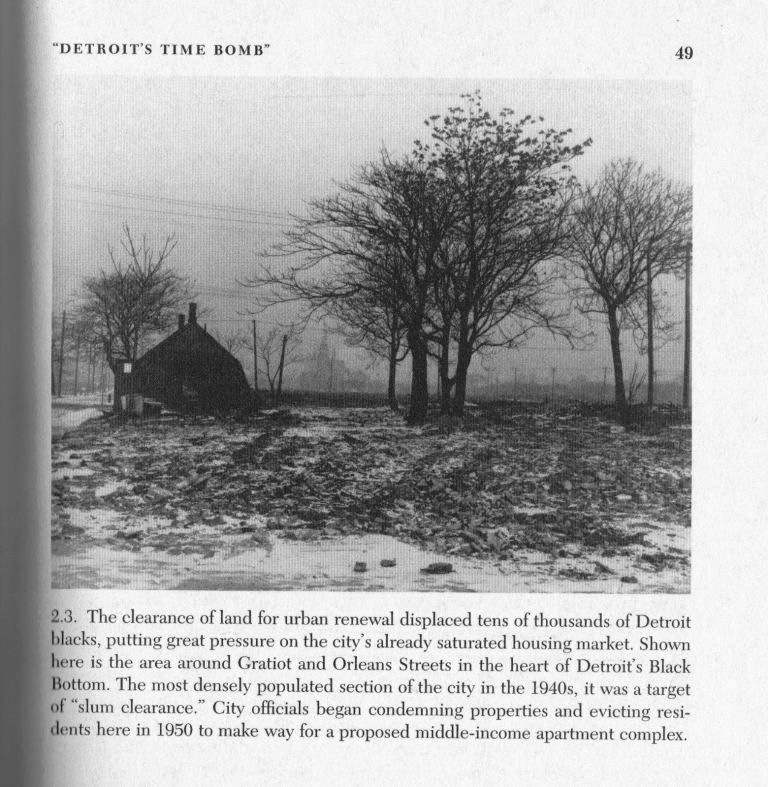 "DETROIT'S TIME BOMB" 49
2.3. The clearance of land for urban renewal displaced tens of thousands of Detroit
blacks, putting great pressure on the city's already saturated housing market. Shown
here is the area around Gratiot and Orleans Streets in the heart of Detroit's Black
Bottom. The most densely populated section of the city in the 1940s, it was a target
of "slum clearance." City officials began condemning properties and evicting resi-
dents here in 1950 to make way for a proposed middle-income apartment complex.